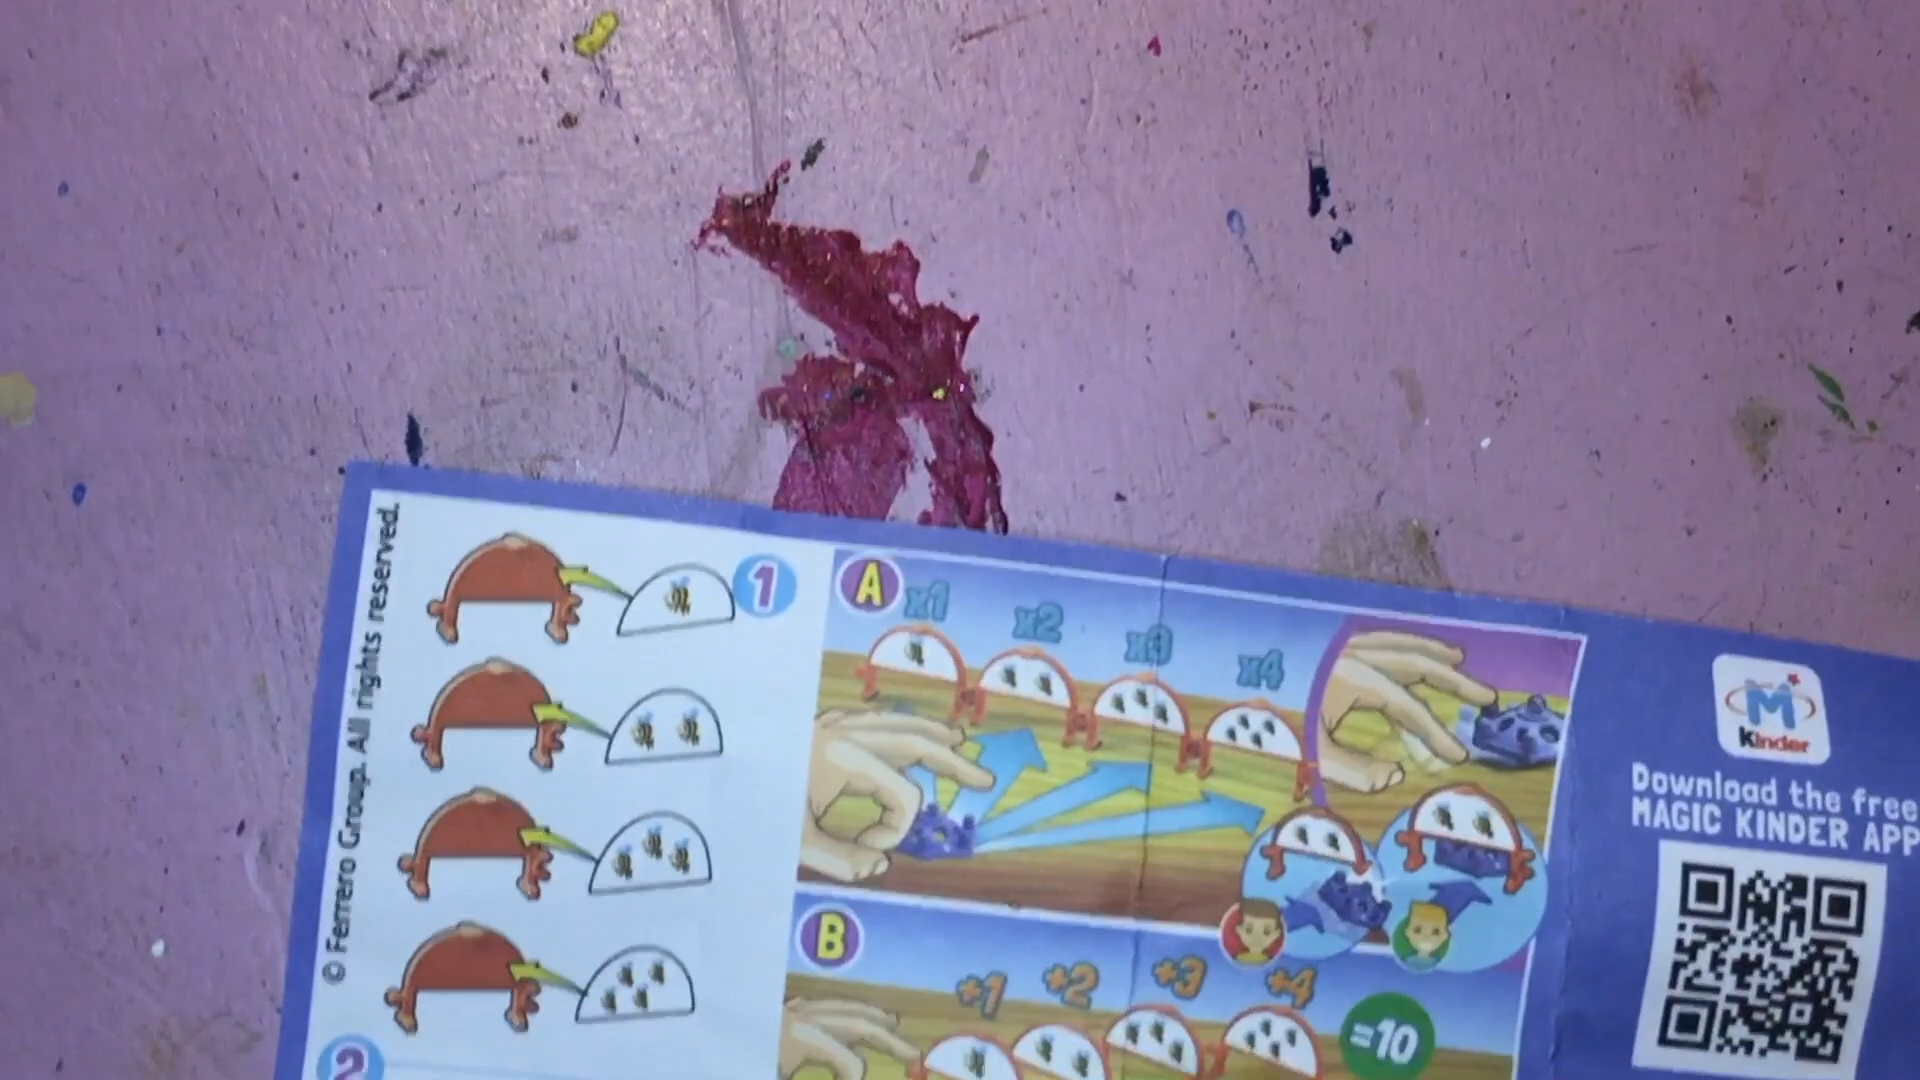 © Ferrero Group. All rights reserved.
1
2
A
x1
x2
x3
x4
B
+1
+2
+3
+4
=10
Kinder
Download the free
MAGIC KINDER APP